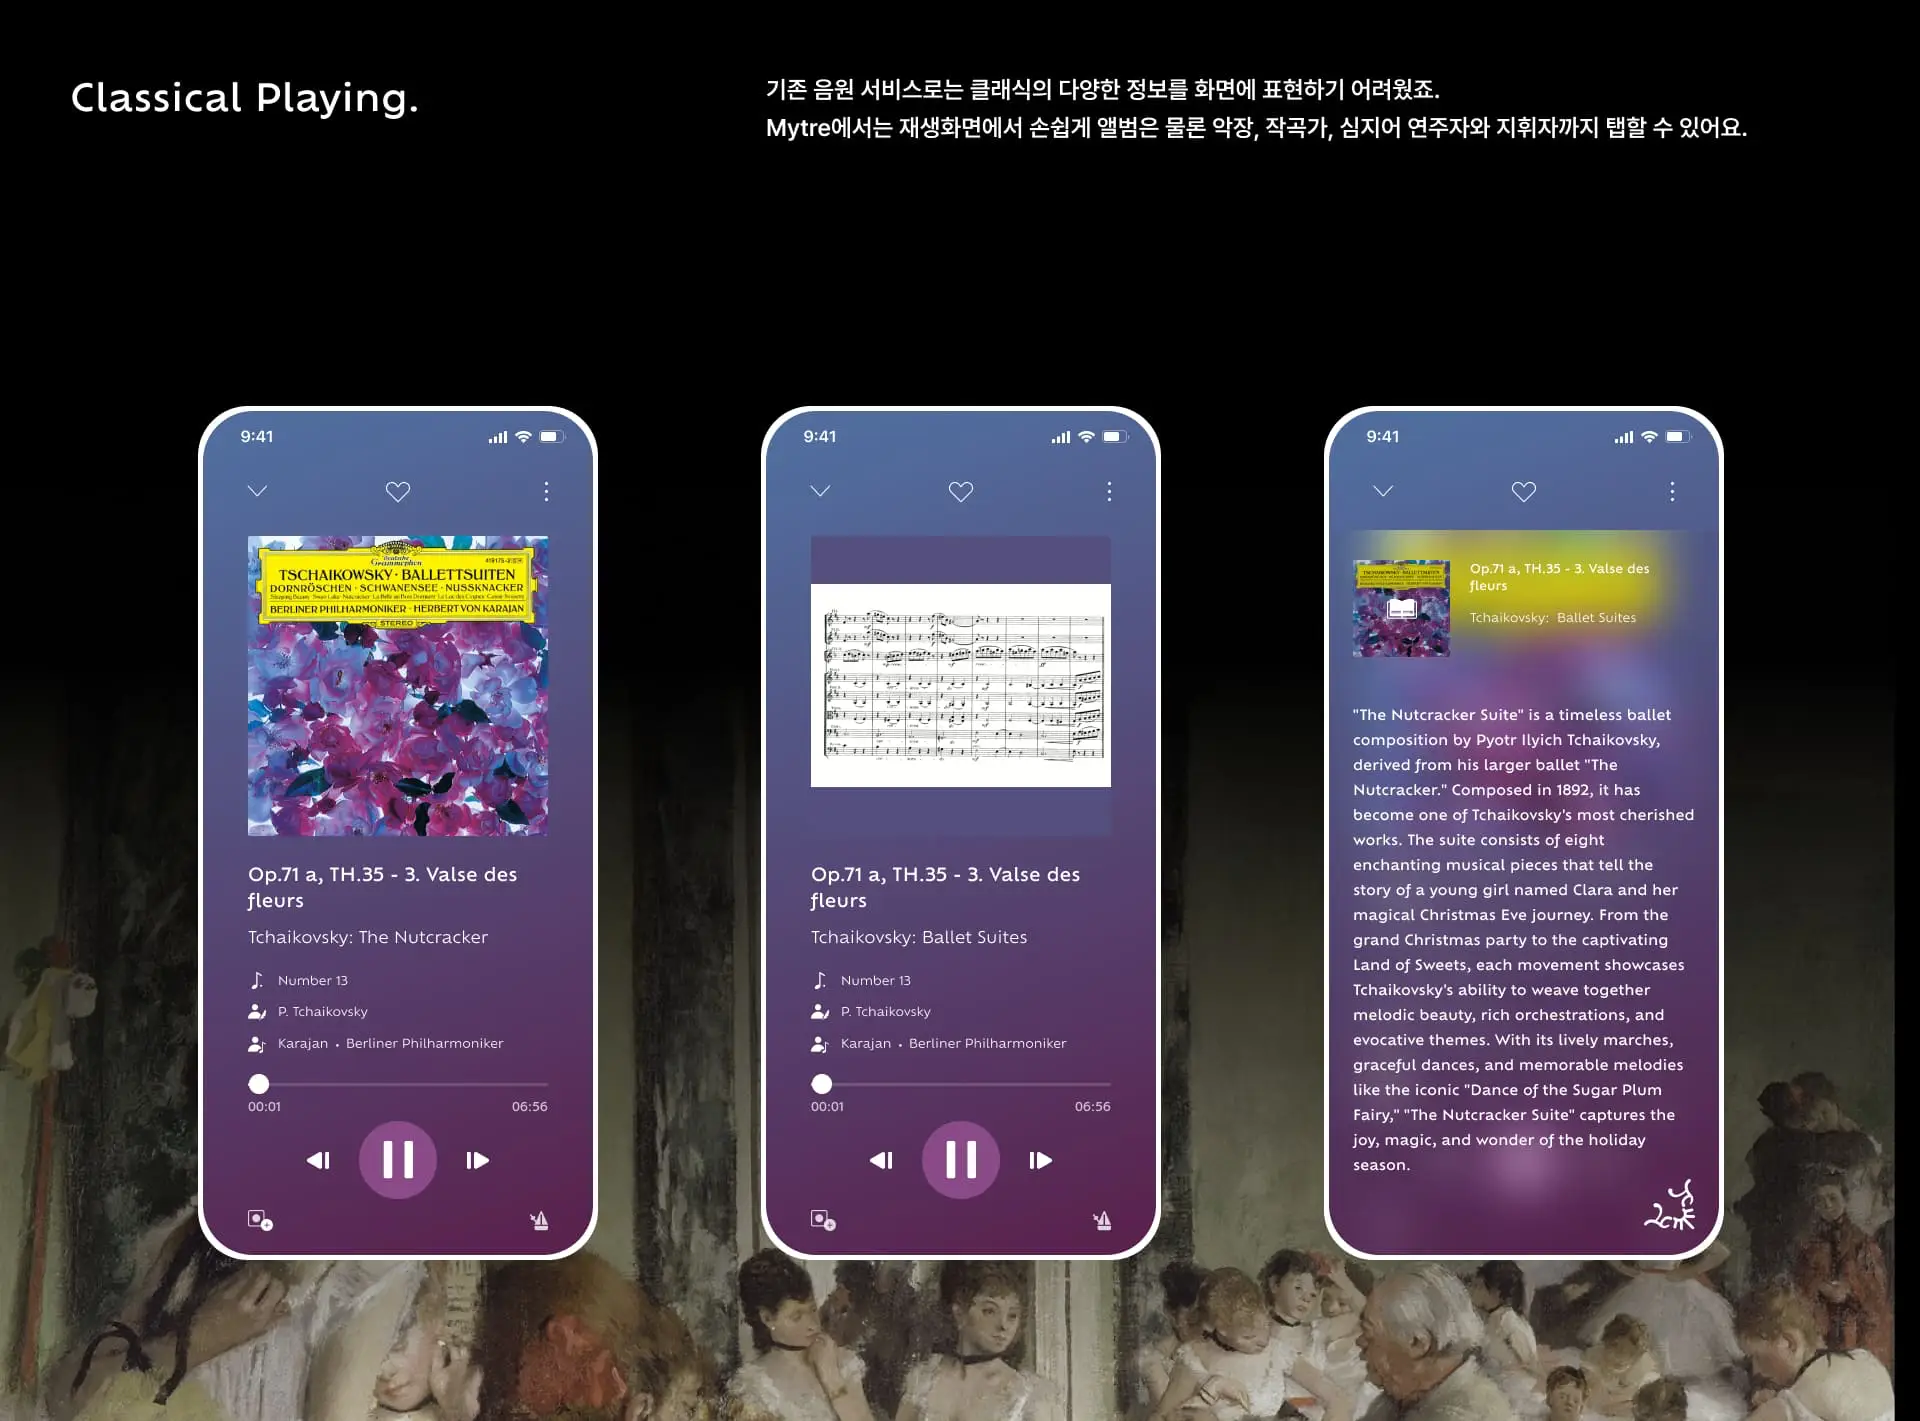 Classical Playing.
기존 음원 서비스로는 클래식의 다양한 정보를 화면에 표현하기 어려웠죠.
Mytre에서는 재생화면에서 손쉽게 앨범은 물론 악장, 작곡가, 심지어 연주자와 지휘자까지 탭할 수 있어요.
9:41
Deutsche
Grammophon
TSCHAIKOWSKY · BALLETTSUITEN
DORNRÖSCHEN · SCHWANENSEE · NUSSKNACKER
BERLINER PHILHARMONIKER · HERBERT VON KARAJAN
STEREO
Op.71 a, TH.35 - 3. Valse des
fleurs
Tchaikovsky: The Nutcracker
Number 13
P. Tchaikovsky
Karajan • Berliner Philharmoniker
00:01 06:56
9:41
Op.71 a, TH.35 - 3. Valse des
fleurs
Tchaikovsky: Ballet Suites
Number 13
P. Tchaikovsky
Karajan • Berliner Philharmoniker
00:01 06:56
9:41
TSCHAIKOWSKY · BALLETTSUITEN
Op.71 a, TH.35 - 3. Valse des
fleurs
Tchaikovsky: Ballet Suites
"The Nutcracker Suite" is a timeless ballet
composition by Pyotr Ilyich Tchaikovsky,
derived from his larger ballet "The
Nutcracker." Composed in 1892, it has
become one of Tchaikovsky's most cherished
works. The suite consists of eight
enchanting musical pieces that tell the
story of a young girl named Clara and her
magical Christmas Eve journey. From the
grand Christmas party to the captivating
Land of Sweets, each movement showcases
Tchaikovsky's ability to weave together
melodic beauty, rich orchestrations, and
evocative themes. With its lively marches,
graceful dances, and memorable melodies
like the iconic "Dance of the Sugar Plum
Fairy," "The Nutcracker Suite" captures the
joy, magic, and wonder of the holiday
season.